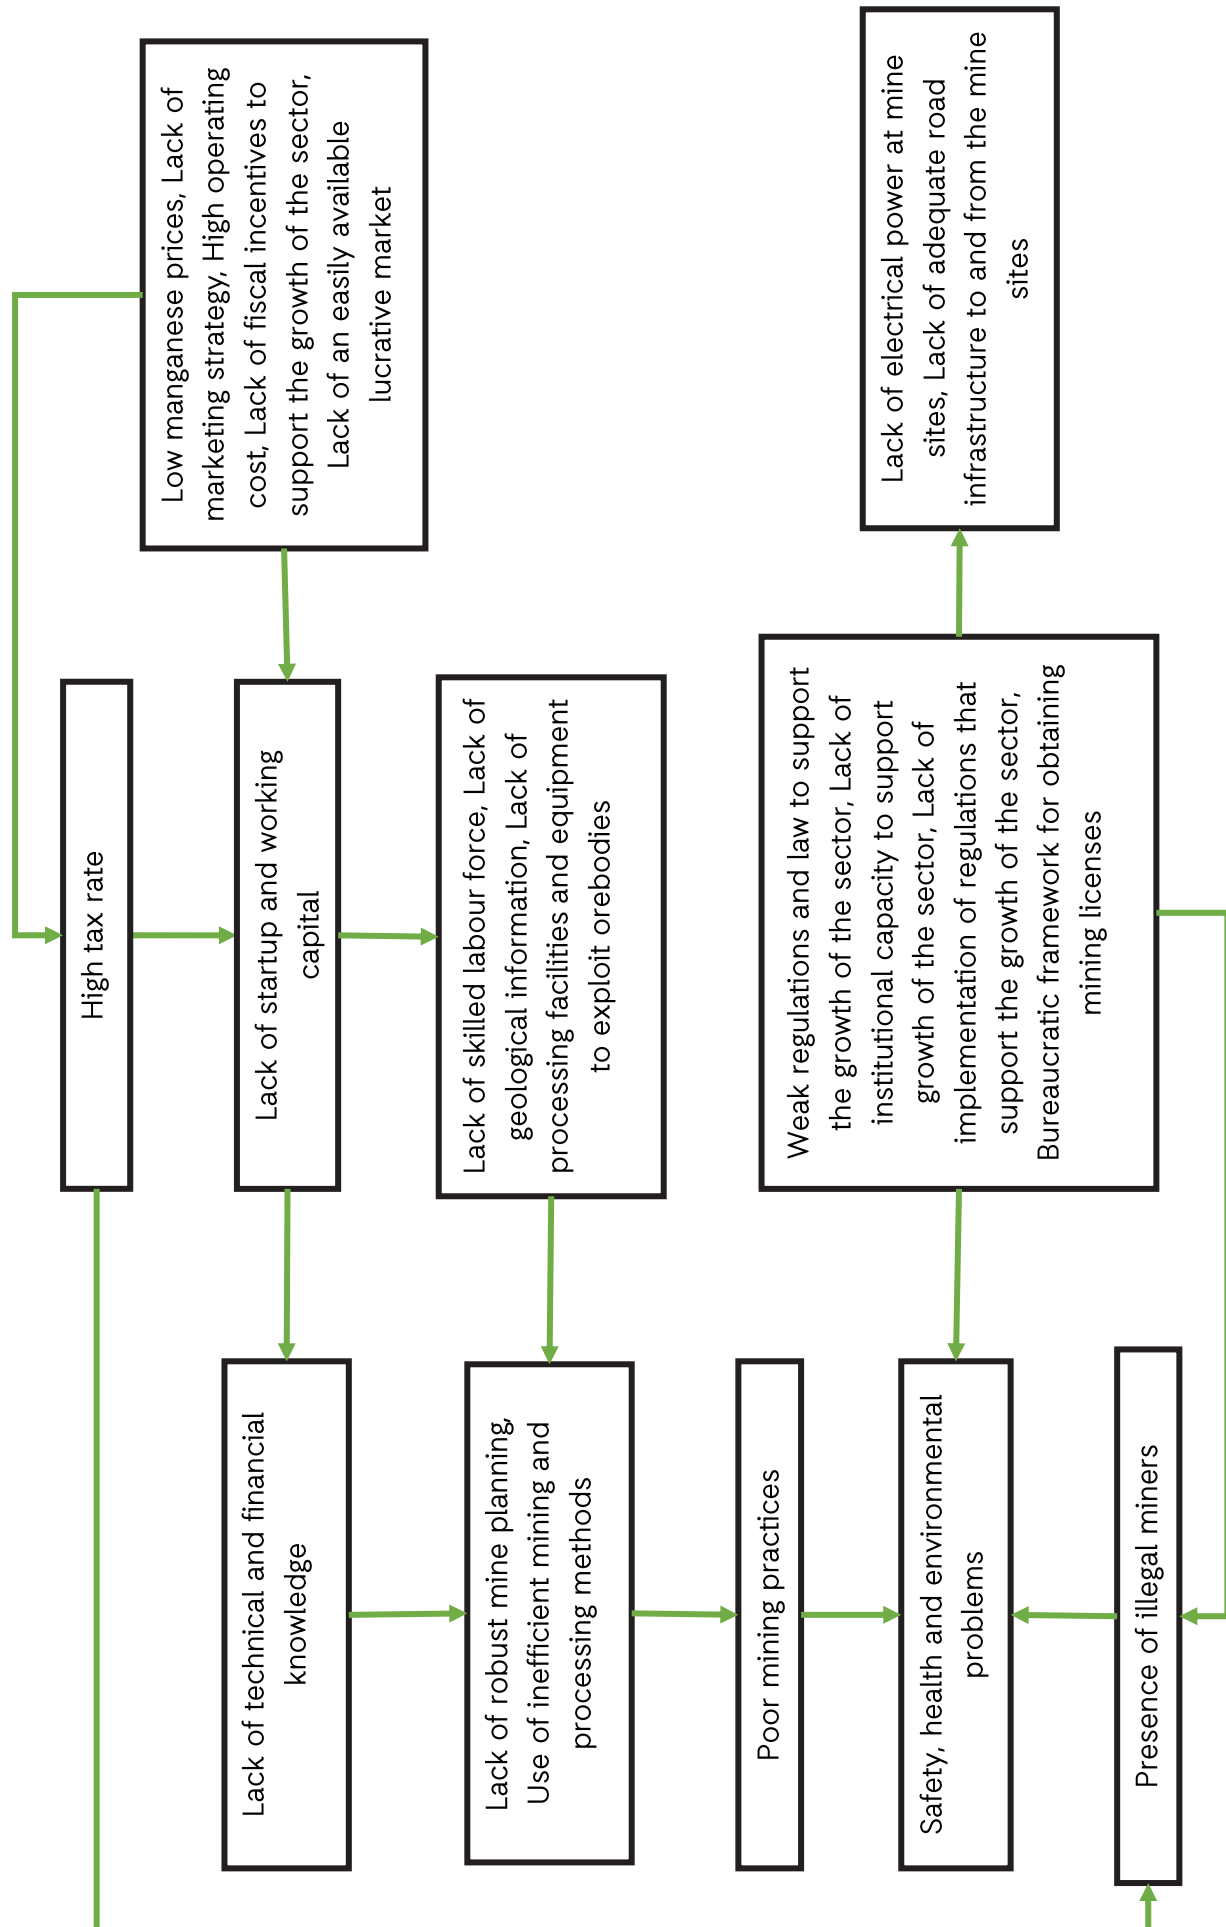 Lack of technical and financial
knowledge
Lack of robust mine planning,
Use of inefficient mining and
processing methods
Poor mining practices
Safety, health and environmental
problems
Presence of illegal miners
High tax rate
Lack of startup and working
capital
Lack of skilled labour force, Lack of
geological information, Lack of
processing facilities and equipment
to exploit orebodies
Weak regulations and law to support
the growth of the sector, Lack of
institutional capacity to support
growth of the sector, Lack of
implementation of regulations that
support the growth of the sector,
Bureaucratic framework for obtaining
mining licenses
Low manganese prices, Lack of
marketing strategy, High operating
cost, Lack of fiscal incentives to
support the growth of the sector,
Lack of an easily available
lucrative market
Lack of electrical power at mine
sites, Lack of adequate road
infrastructure to and from the mine
sites